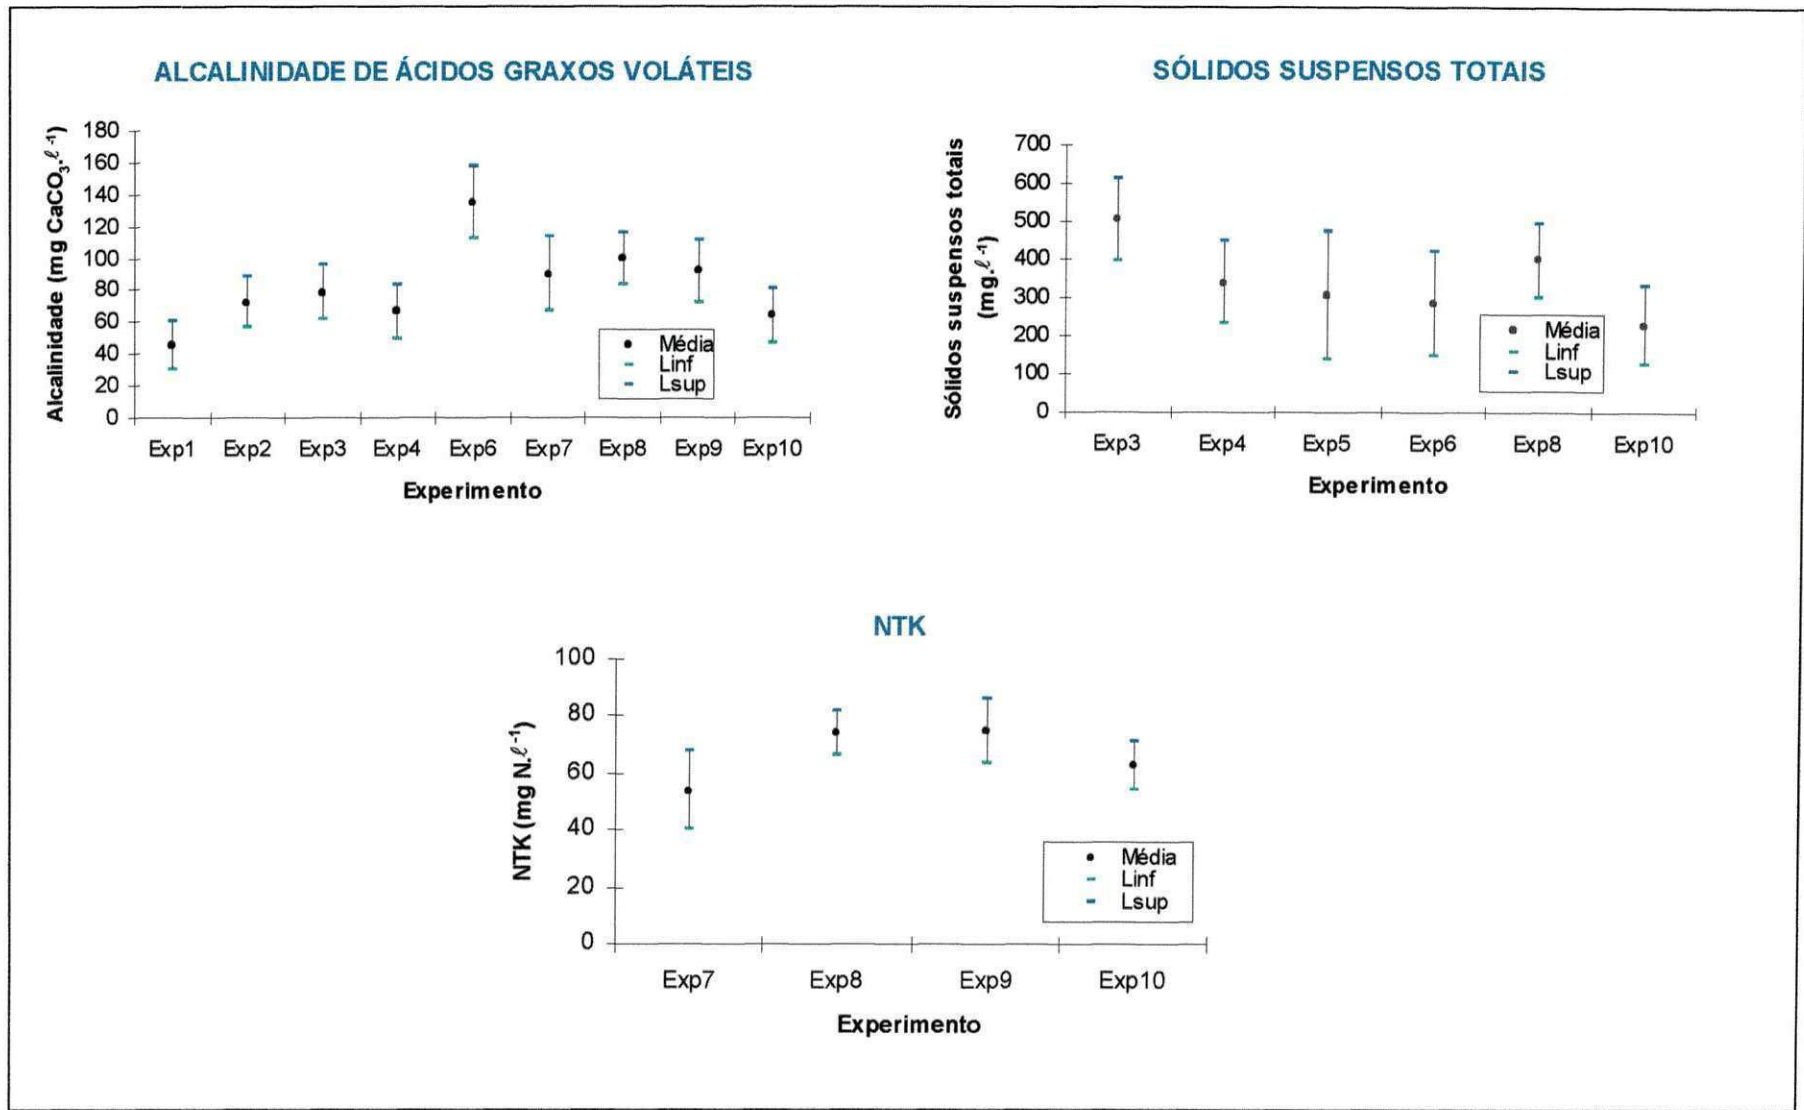 ALCALINIDADE DE ÁCIDOS GRAXOS VOLÁTEIS
Alcalinidade (mg CaCO₃.ℓ⁻¹)
180
160
140
120
100
80
60
40
20
0
Média
Linf
Lsup
Exp1 Exp2 Exp3 Exp4 Exp6 Exp7 Exp8 Exp9 Exp10
Experimento
SÓLIDOS SUSPENSOS TOTAIS
Sólidos suspensos totais
(mg.ℓ⁻¹)
700
600
500
400
300
200
100
0
Média
Linf
Lsup
Exp3 Exp4 Exp5 Exp6 Exp8 Exp10
Experimento
NTK
NTK (mg N.ℓ⁻¹)
100
80
60
40
20
0
Média
Linf
Lsup
Exp7 Exp8 Exp9 Exp10
Experimento